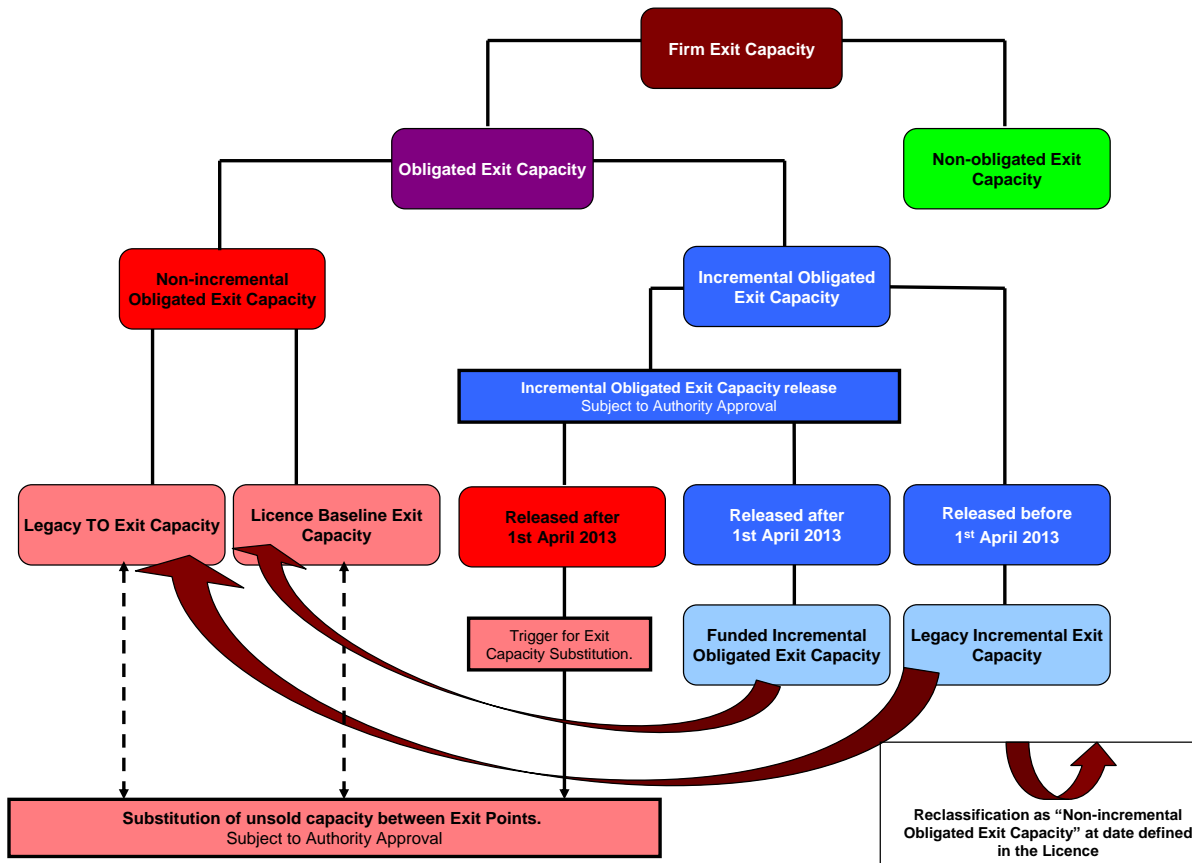 Firm Exit Capacity
Obligated Exit Capacity
Non-obligated Exit
Capacity
Non-incremental
Obligated Exit Capacity
Incremental Obligated
Exit Capacity
Incremental Obligated Exit Capacity release
Subject to Authority Approval
Legacy TO Exit Capacity
Licence Baseline Exit
Capacity
Released after
1st April 2013
Released after
1st April 2013
Released before
1st April 2013
Trigger for Exit
Capacity Substitution.
Funded Incremental
Obligated Exit Capacity
Legacy Incremental Exit
Capacity
Substitution of unsold capacity between Exit Points.
Subject to Authority Approval
Reclassification as “Non-incremental
Obligated Exit Capacity” at date defined
in the Licence